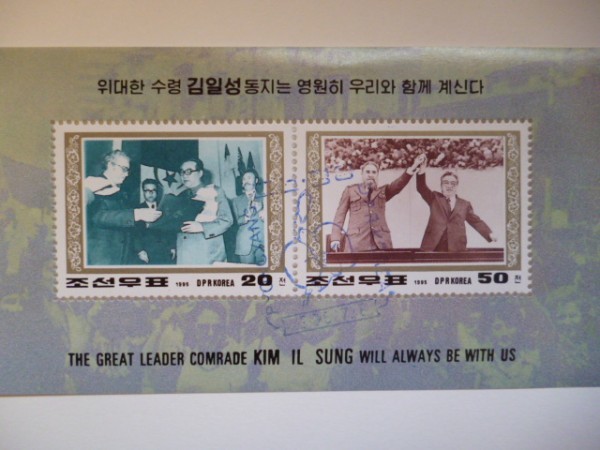 위대한 수령 김일성동지는 영원히 우리와 함께 계신다
조선우표 1995 DPR KOREA 20 전
조선우표 1995 DPR KOREA 50 전
THE GREAT LEADER COMRADE KIM IL SUNG WILL ALWAYS BE WITH US